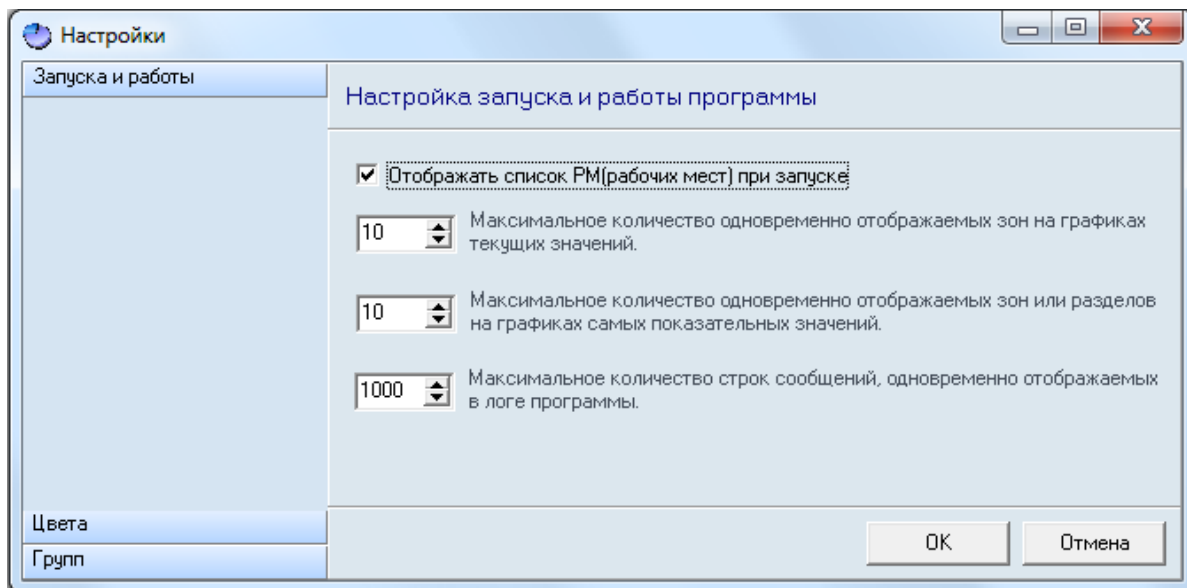 Настройки
Запуска и работы
Настройка запуска и работы программы
Отображать список РМ(рабочих мест) при запуске
10
Максимальное количество одновременно отображаемых зон на графиках
текущих значений.
10
Максимальное количество одновременно отображаемых зон или разделов
на графиках самых показательных значений.
1000
Максимальное количество строк сообщений, одновременно отображаемых
в логе программы.
Цвета
Групп
OK
Отмена